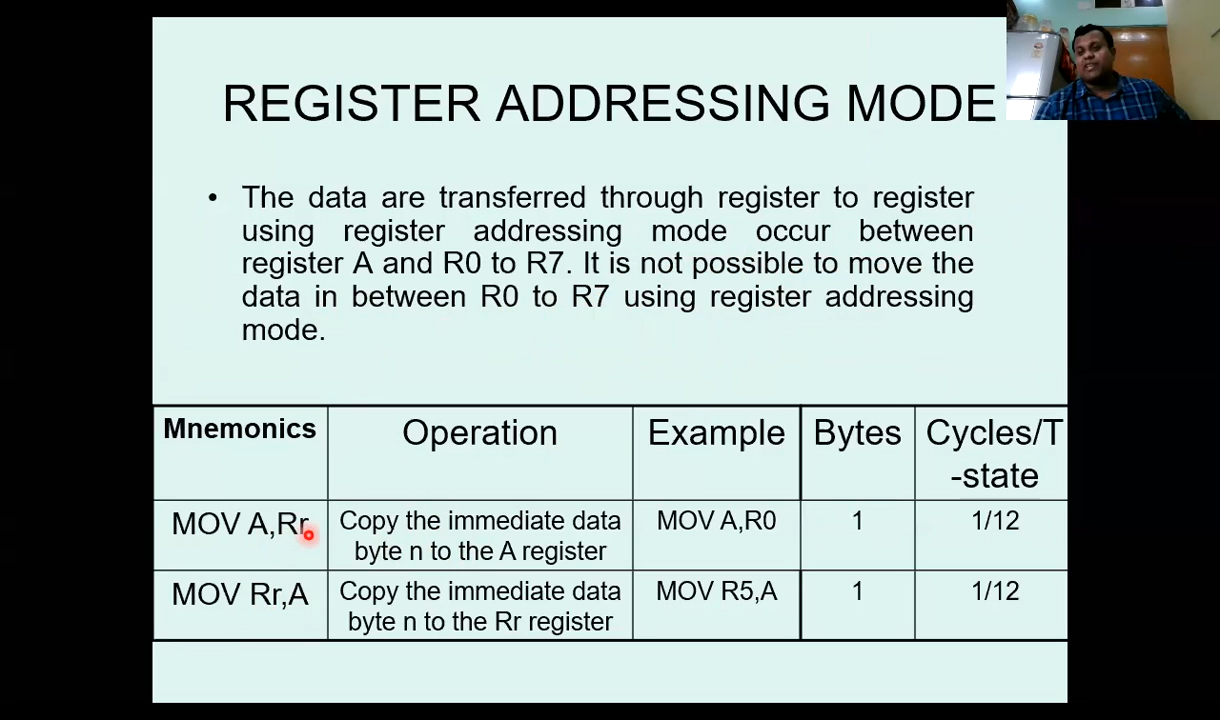 REGISTER ADDRESSING MODE
• The data are transferred through register to register
using register addressing mode occur between
register A and R0 to R7. It is not possible to move the
data in between R0 to R7 using register addressing
mode.
Mnemonics Operation Example Bytes Cycles/T
-state
MOV A,Rr Copy the immediate data MOV A,R0 1 1/12
byte n to the A register
MOV Rr,A Copy the immediate data MOV R5,A 1 1/12
byte n to the Rr register